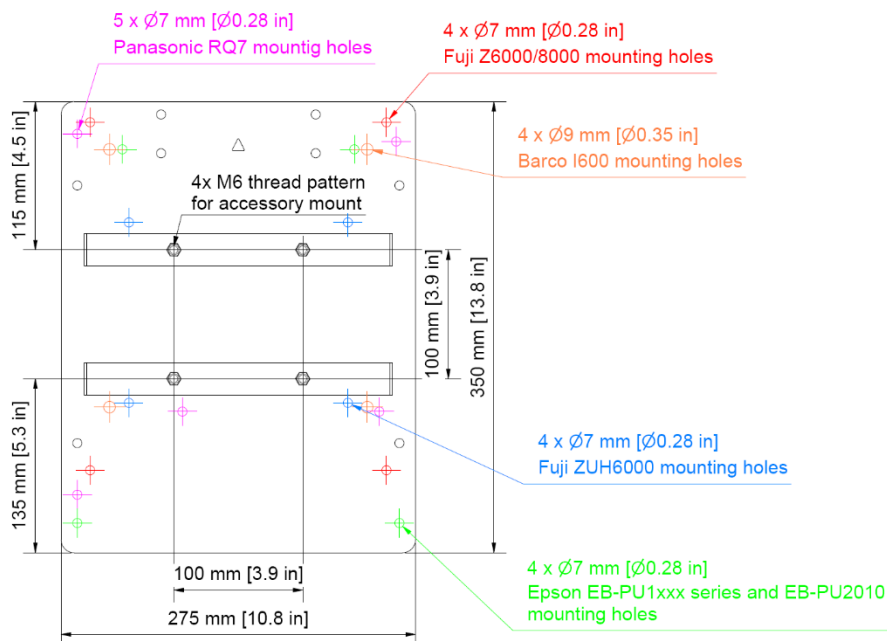 5 x Ø7 mm [Ø0.28 in]
Panasonic RQ7 mountig holes
4 x Ø7 mm [Ø0.28 in]
Fuji Z6000/8000 mounting holes
4 x Ø9 mm [Ø0.35 in]
Barco I600 mounting holes
115 mm [4.5 in]
4x M6 thread pattern
for accessory mount
100 mm [3.9 in]
350 mm [13.8 in]
135 mm [5.3 in]
4 x Ø7 mm [Ø0.28 in]
Fuji ZUH6000 mounting holes
100 mm [3.9 in]
275 mm [10.8 in]
4 x Ø7 mm [Ø0.28 in]
Epson EB-PU1xxx series and EB-PU2010
mounting holes